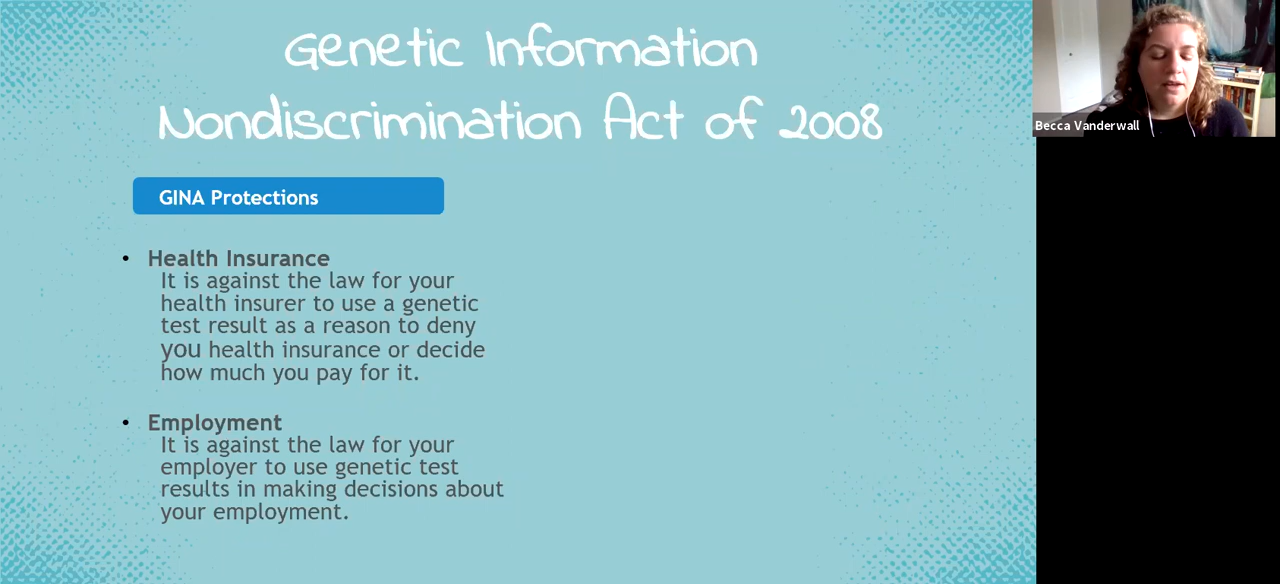 Genetic Information
Nondiscrimination Act of 2008
Becca Vanderwall
GINA Protections
• Health Insurance
It is against the law for your
health insurer to use a genetic
test result as a reason to deny
you health insurance or decide
how much you pay for it.
• Employment
It is against the law for your
employer to use genetic test
results in making decisions about
your employment.